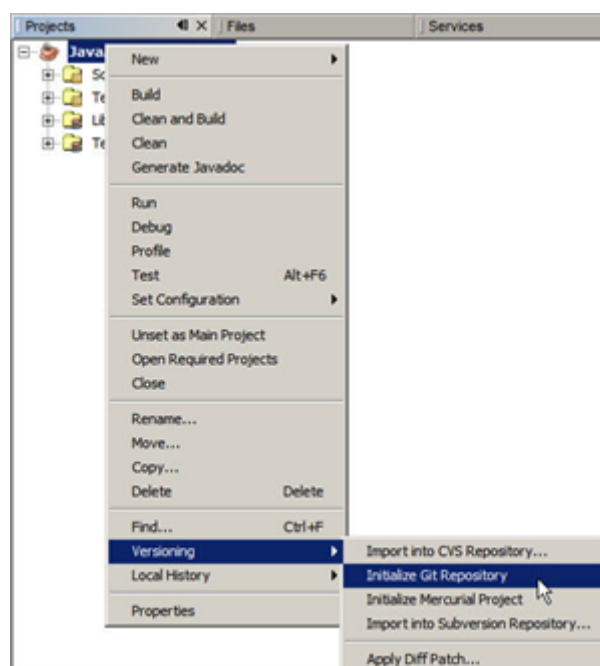 Projects
Files
Services
Java
New
Build
Clean and Build
Clean
Generate Javadoc
Run
Debug
Profile
Test Alt+F6
Set Configuration
Unset as Main Project
Open Required Projects
Close
Rename...
Move...
Copy...
Delete Delete
Find... Ctrl+F
Versioning
Import into CVS Repository...
Initialize Git Repository
Local History
Initialize Mercurial Project
Import into Subversion Repository...
Properties
Apply Diff Patch...